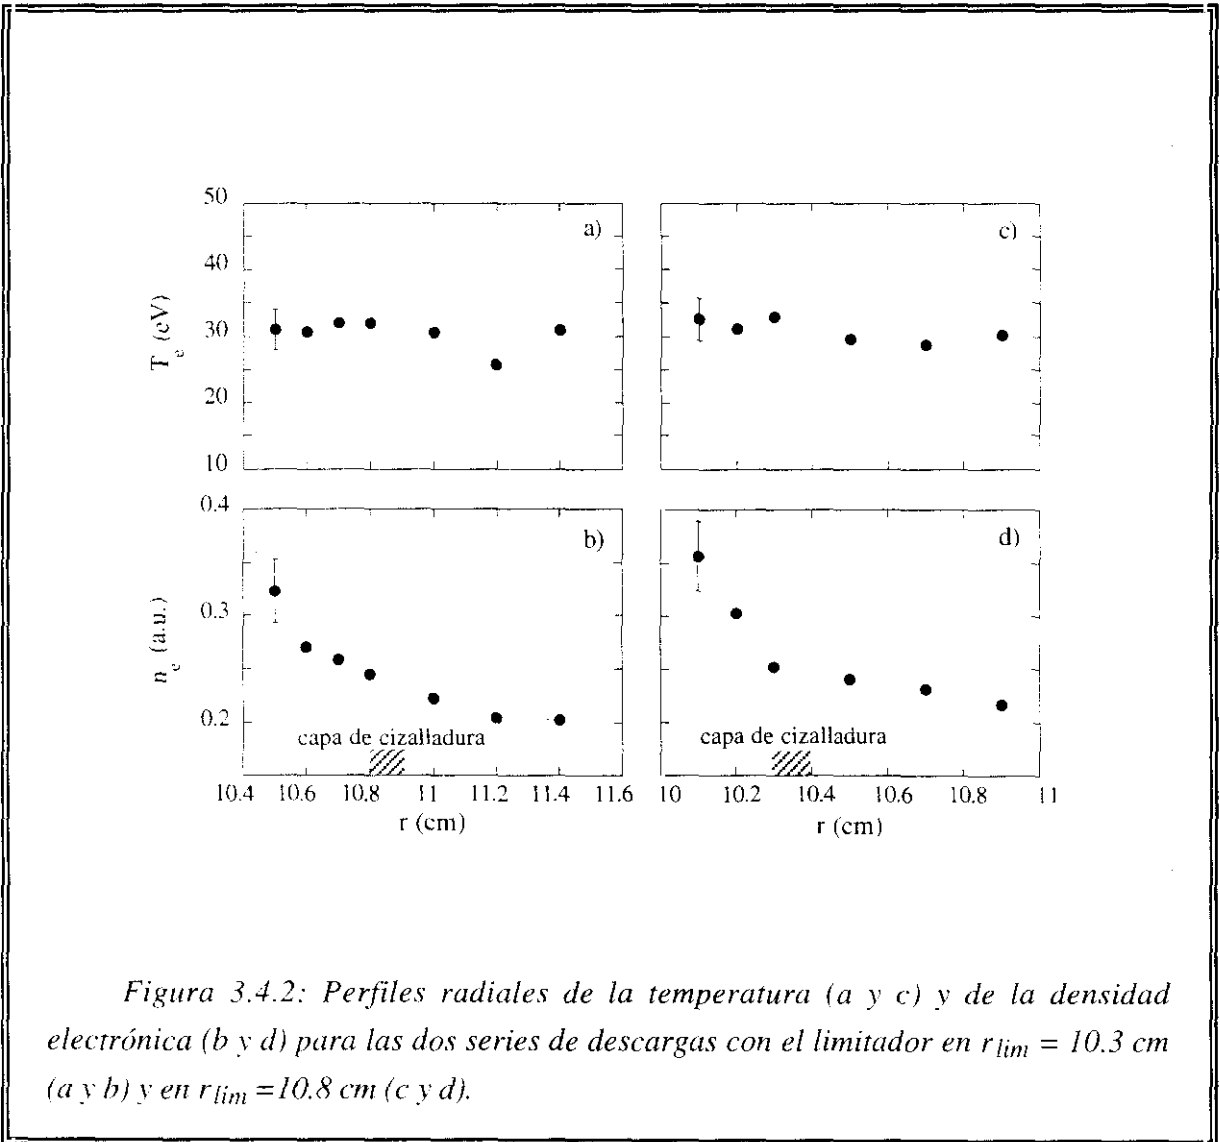 50
40
30
20
10
T_e (eV)
a)
c)
0.4
0.3
0.2
n_e (a.u.)
b)
d)
capa de cizalladura
capa de cizalladura
10.4 10.6 10.8 11 11.2 11.4 11.6
10 10.2 10.4 10.6 10.8 11
r (cm)
r (cm)
Figura 3.4.2: Perfiles radiales de la temperatura (a y c) y de la densidad
electrónica (b y d) para las dos series de descargas con el limitador en r_lim = 10.3 cm
(a y b) y en r_lim =10.8 cm (c y d).